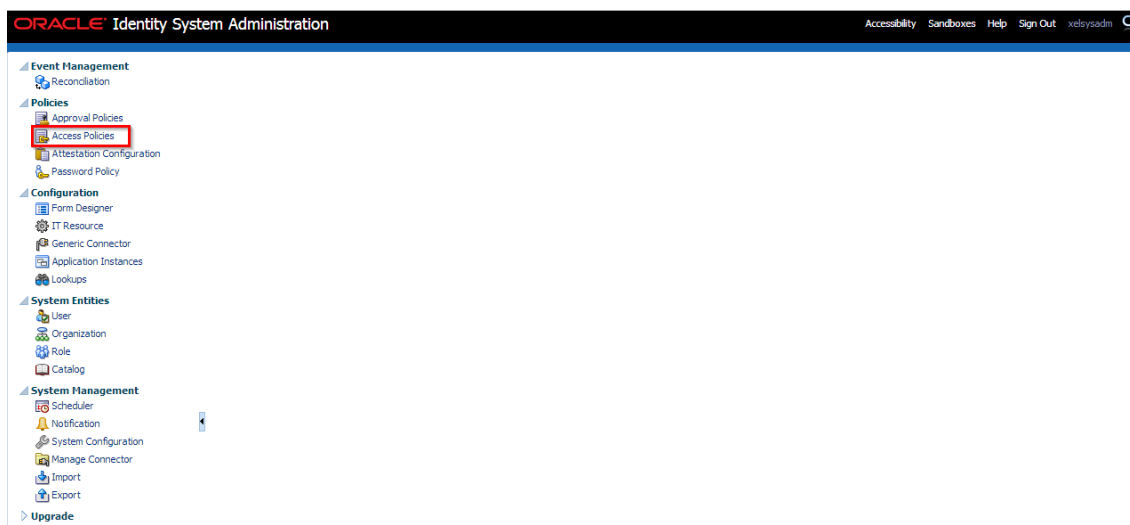 ORACLE Identity System Administration Accessibility Sandboxes Help Sign Out xelsysadm
Event Management
Reconciliation
Policies
Approval Policies
Access Policies
Attestation Configuration
Password Policy
Configuration
Form Designer
IT Resource
Generic Connector
Application Instances
Lookups
System Entities
User
Organization
Role
Catalog
System Management
Scheduler
Notification
System Configuration
Manage Connector
Import
Export
Upgrade